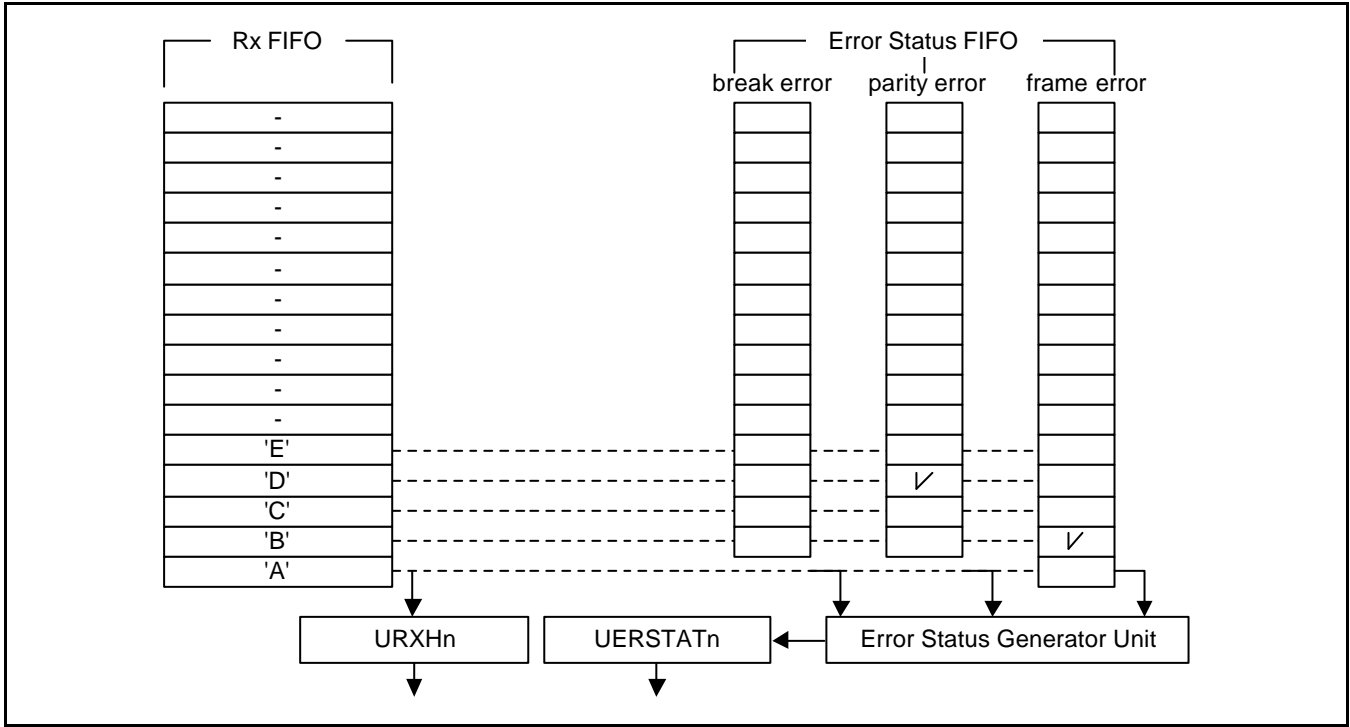 Rx FIFO
Error Status FIFO
break error parity error frame error
-
-
-
-
-
-
-
-
-
-
-
'E'
'D'
'C'
'B'
'A'
URXHn
UERSTATn
Error Status Generator Unit